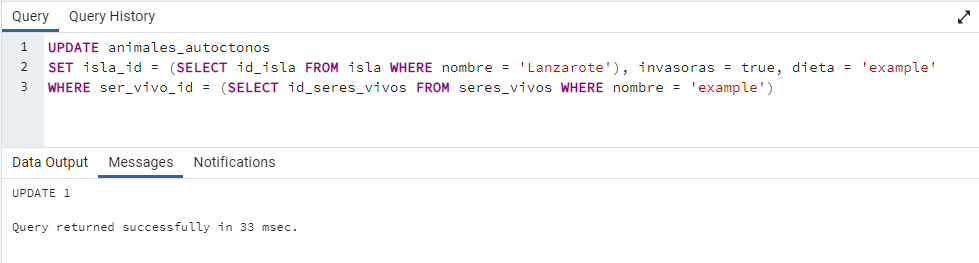 Query Query History
1 UPDATE animales_autoctonos
2 SET isla_id = (SELECT id_isla FROM isla WHERE nombre = 'Lanzarote'), invasoras = true, dieta = 'example'
3 WHERE ser_vivo_id = (SELECT id_seres_vivos FROM seres_vivos WHERE nombre = 'example')
Data Output Messages Notifications
UPDATE 1
Query returned successfully in 33 msec.